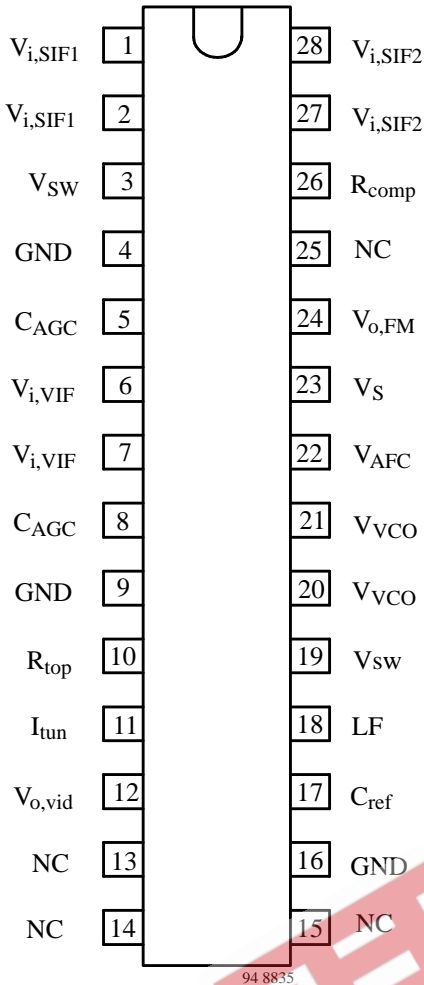 Vi,SIF1 1 28 Vi,SIF2
Vi,SIF1 2 27 Vi,SIF2
VSW 3 26 Rcomp
GND 4 25 NC
CAGC 5 24 Vo,FM
Vi,VIF 6 23 VS
Vi,VIF 7 22 VAFC
CAGC 8 21 VVCO
GND 9 20 VVCO
Rtop 10 19 Vsw
Itun 11 18 LF
Vo,vid 12 17 Cref
NC 13 16 GND
NC 14 15 NC
94 8835